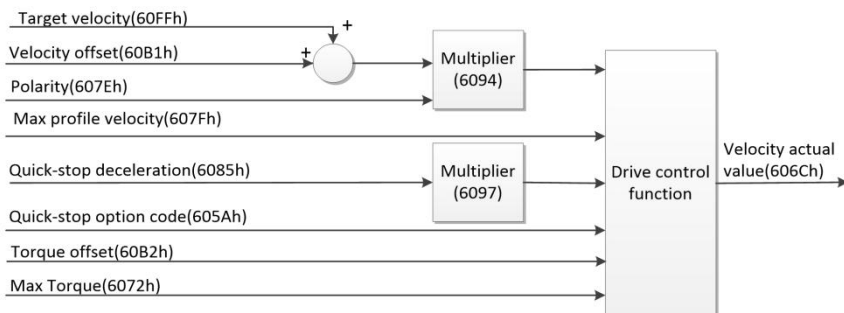 Target velocity(60FFh)
+
Velocity offset(60B1h)
+
Polarity(607Eh)
Multiplier
(6094)
Max profile velocity(607Fh)
Quick-stop deceleration(6085h)
Multiplier
(6097)
Quick-stop option code(605Ah)
Torque offset(60B2h)
Max Torque(6072h)
Drive control
function
Velocity actual
value(606Ch)